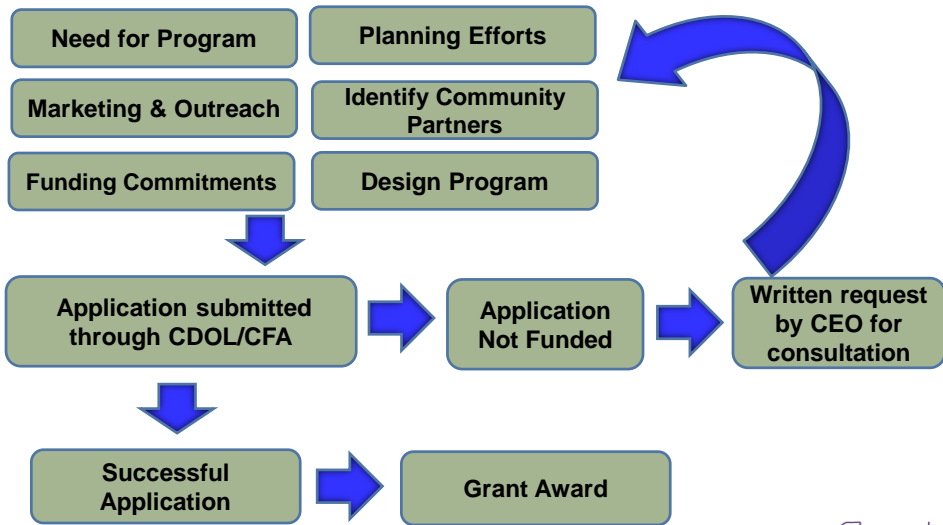 Need for Program
Planning Efforts
Marketing & Outreach
Identify Community
Partners
Funding Commitments
Design Program
Application submitted
through CDOL/CFA
Application
Not Funded
Written request
by CEO for
consultation
Successful
Application
Grant Award